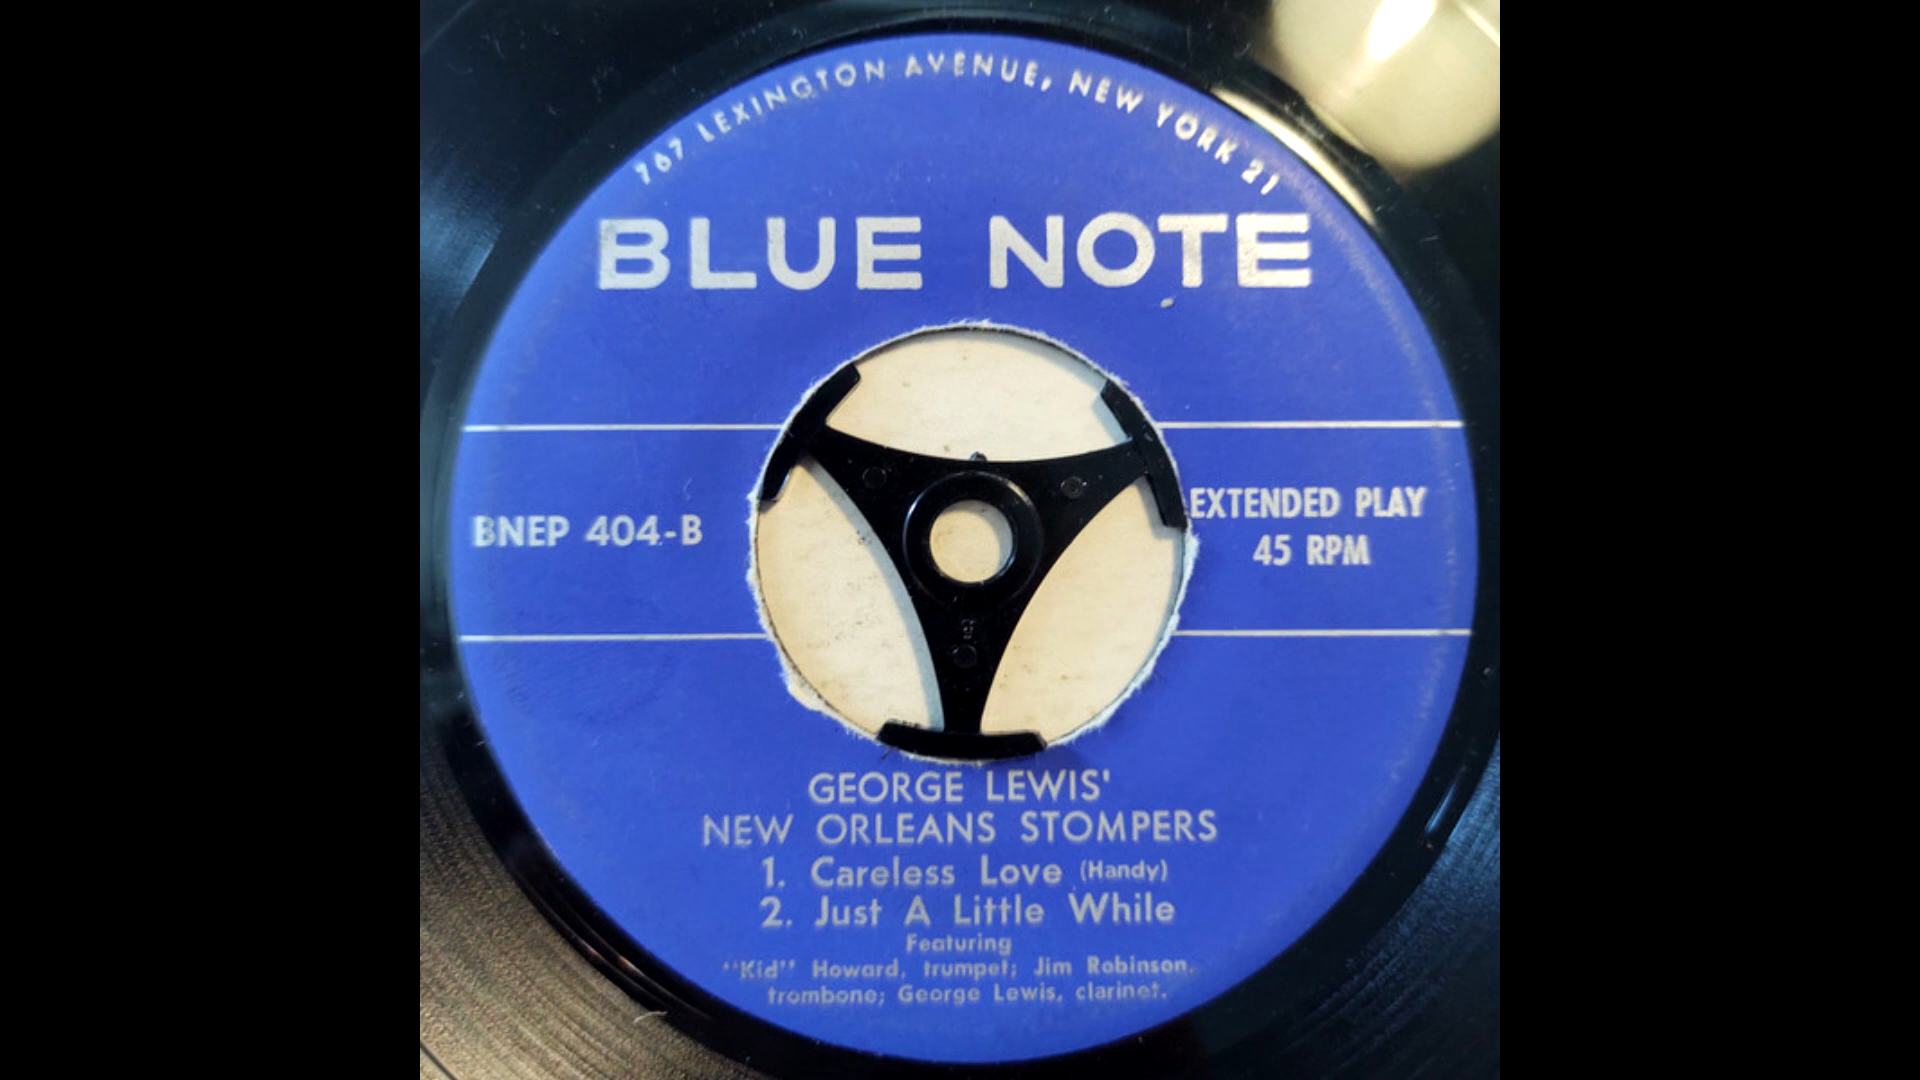 767 LEXINGTON AVENUE, NEW YORK 21
BLUE NOTE
BNEP 404-B
EXTENDED PLAY
45 RPM
GEORGE LEWIS'
NEW ORLEANS STOMPERS
1. Careless Love (Handy)
2. Just A Little While
Featuring
"Kid" Howard, trumpet; Jim Robinson,
trombone; George Lewis, clarinet.